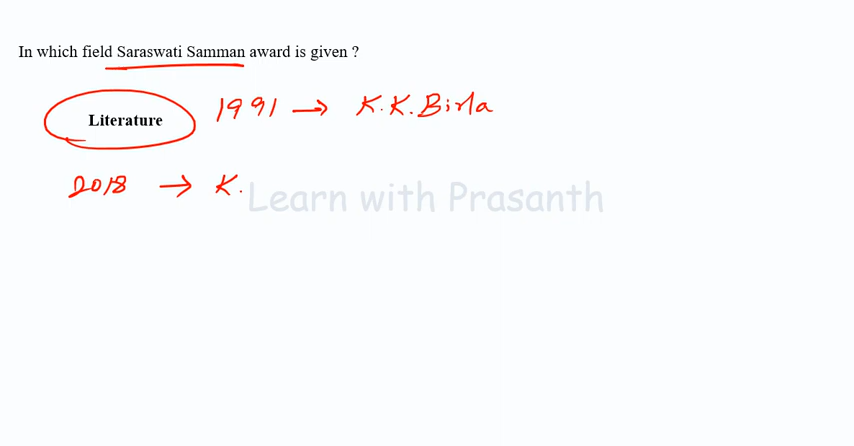 In which field Saraswati Samman award is given ?
Literature 1991 → K.K.Birla
2018 → K.
Learn with Prasanth